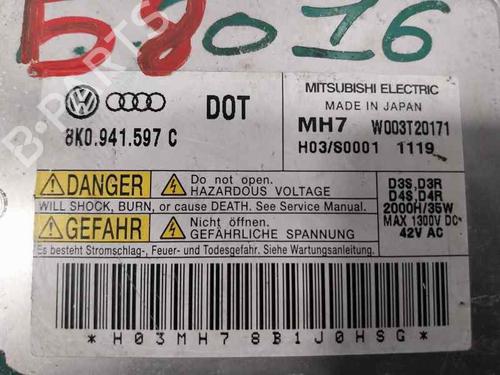 58016
B-PARTS
DOT
8K0.941.597 C
MITSUBISHI ELECTRIC
MADE IN JAPAN
MH7 W003T20171
H03/S0001 1119
DANGER
Do not open.
HAZARDOUS VOLTAGE
WILL SHOCK, BURN, or cause DEATH. See Service Manual.
GEFAHR
Nicht öffnen.
GEFÄHRLICHE SPANNUNG
Es besteht Stromschlag-, Feuer- und Todesgefahr. Siehe Wartungsanleitung.
D3S, D3R
D4S, D4R
2000H/35W
MAX 1300V DC
42V AC
*H03MH78B1J0HSG*